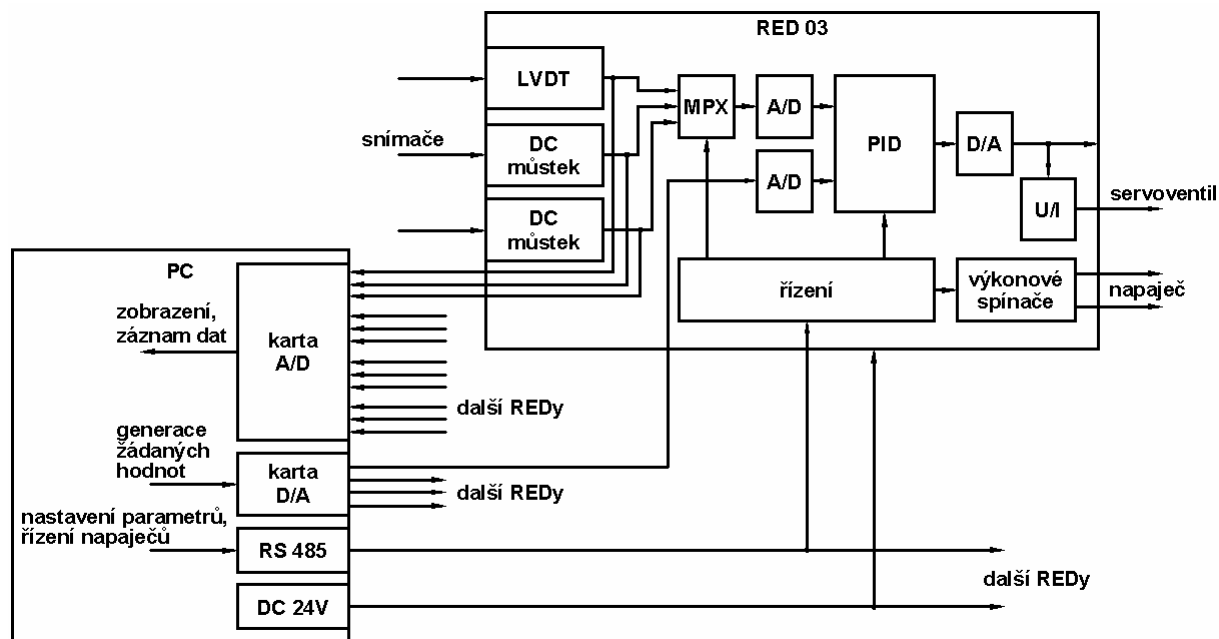 RED 03
LVDT
MPX
A/D
PID
D/A
snímače
DC
můstek
A/D
U/I
servoventil
DC
můstek
PC
řízení
výkonové
spínače
napaječ
zobrazení,
záznam dat
karta
A/D
další REDy
generace
žádaných
hodnot
karta
D/A
další REDy
nastavení parametrů,
řízení napaječů
RS 485
další REDy
DC 24V